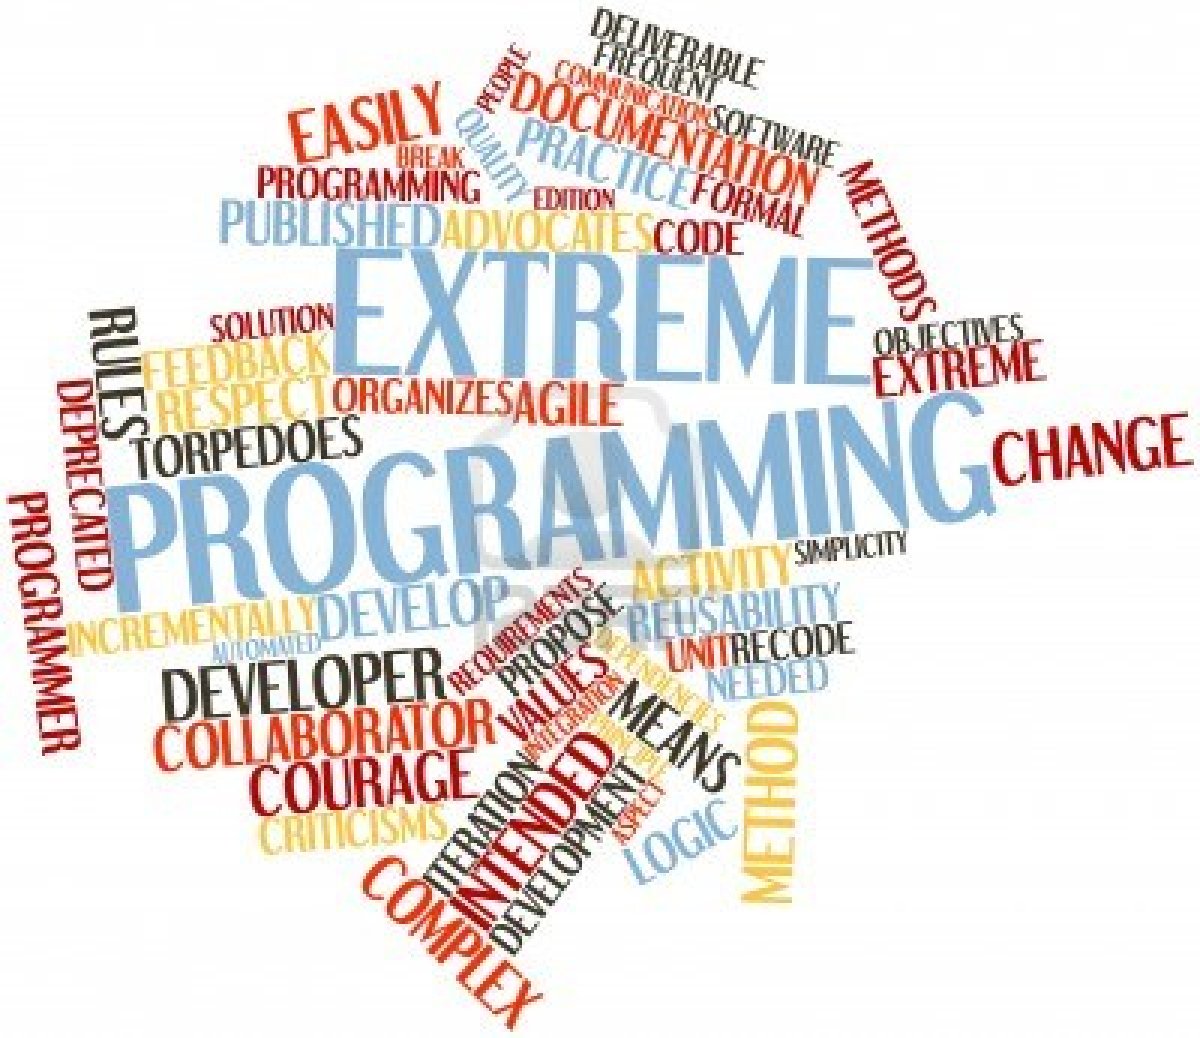 DELIVERABLE
FREQUENT
PEOPLE
COMMUNICATION
DOCUMENTATION
SOFTWARE
EASILY
BREAK
QUALITY
PRACTICE
PROGRAMMING
EDITION
FORMAL
METHODS
PUBLISHED
ADVOCATES
CODE
EXTREME
RULES
SOLUTION
FEEDBACK
OBJECTIVES
EXTREME
DEPRECATED
RESPECT
ORGANIZES
AGILE
TORPEDOES
CHANGE
PROGRAMMING
PROGRAMMER
SIMPLICITY
ACTIVITY
INCREMENTALLY
DEVELOP
REQUIREMENTS
PROPOSE
REUSABILITY
AUTOMATED
DEPENDENCIES
UNIT
RECODE
DEVELOPER
VALUES
NEEDED
COLLABORATOR
INTEGRATION
MEANS
PRINCIPLE
METHOD
COURAGE
ITERATION
INTENDED
DEVELOPMENT
ASPECT
CRITICISMS
LOGIC
COMPLEX